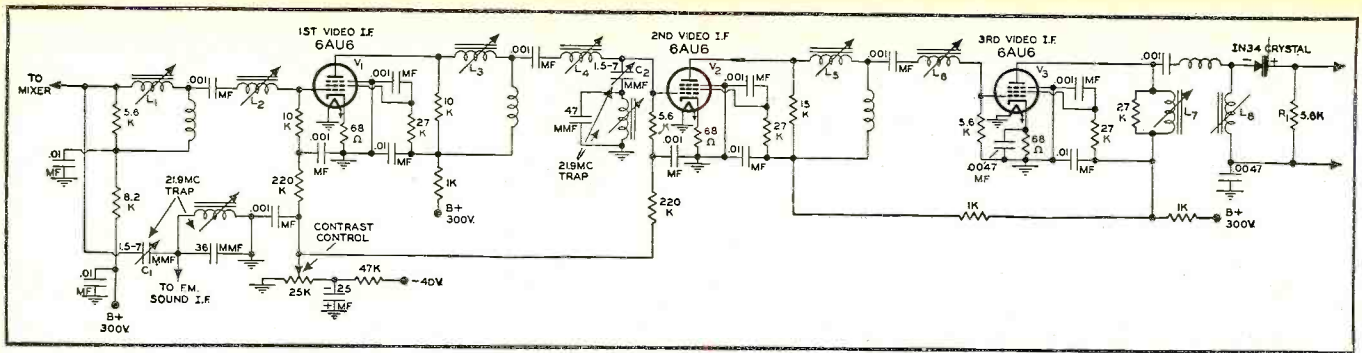 1ST VIDEO I.F.
6AU6
2ND VIDEO I.F.
6AU6
3RD VIDEO I.F.
6AU6
IN34 CRYSTAL
TO
MIXER
L1
.001
MF
L2
V1
.001
MF
L3
.001
MF
L4
1.5-7
C2
MMF
V2
.001
MF
L5
.001
MF
L6
V3
.001
MF
.001
MF
- +
5.6
K
10
K
68
Ω
27
K
10
K
47
MMF
21.9MC
TRAP
5.6
K
68
Ω
27
K
15
K
5.6
K
68
Ω
27
K
27
K
L7
L8
R1
5.6K
.01
MF
.001
MF
.01
MF
.001
MF
.01
MF
.0047
MF
.01
MF
.0047
8.2
K
21.9MC
TRAP
220
K
1K
B+
300V.
220
K
1K
1K
B+
300V.
.001
MF
1.5-7
MMF
C1
36
MMF
CONTRAST
CONTROL
TO F.M.
SOUND I.F.
25K
47K
-40V.
- 25
+ MF
.01
MF
B+
300V.